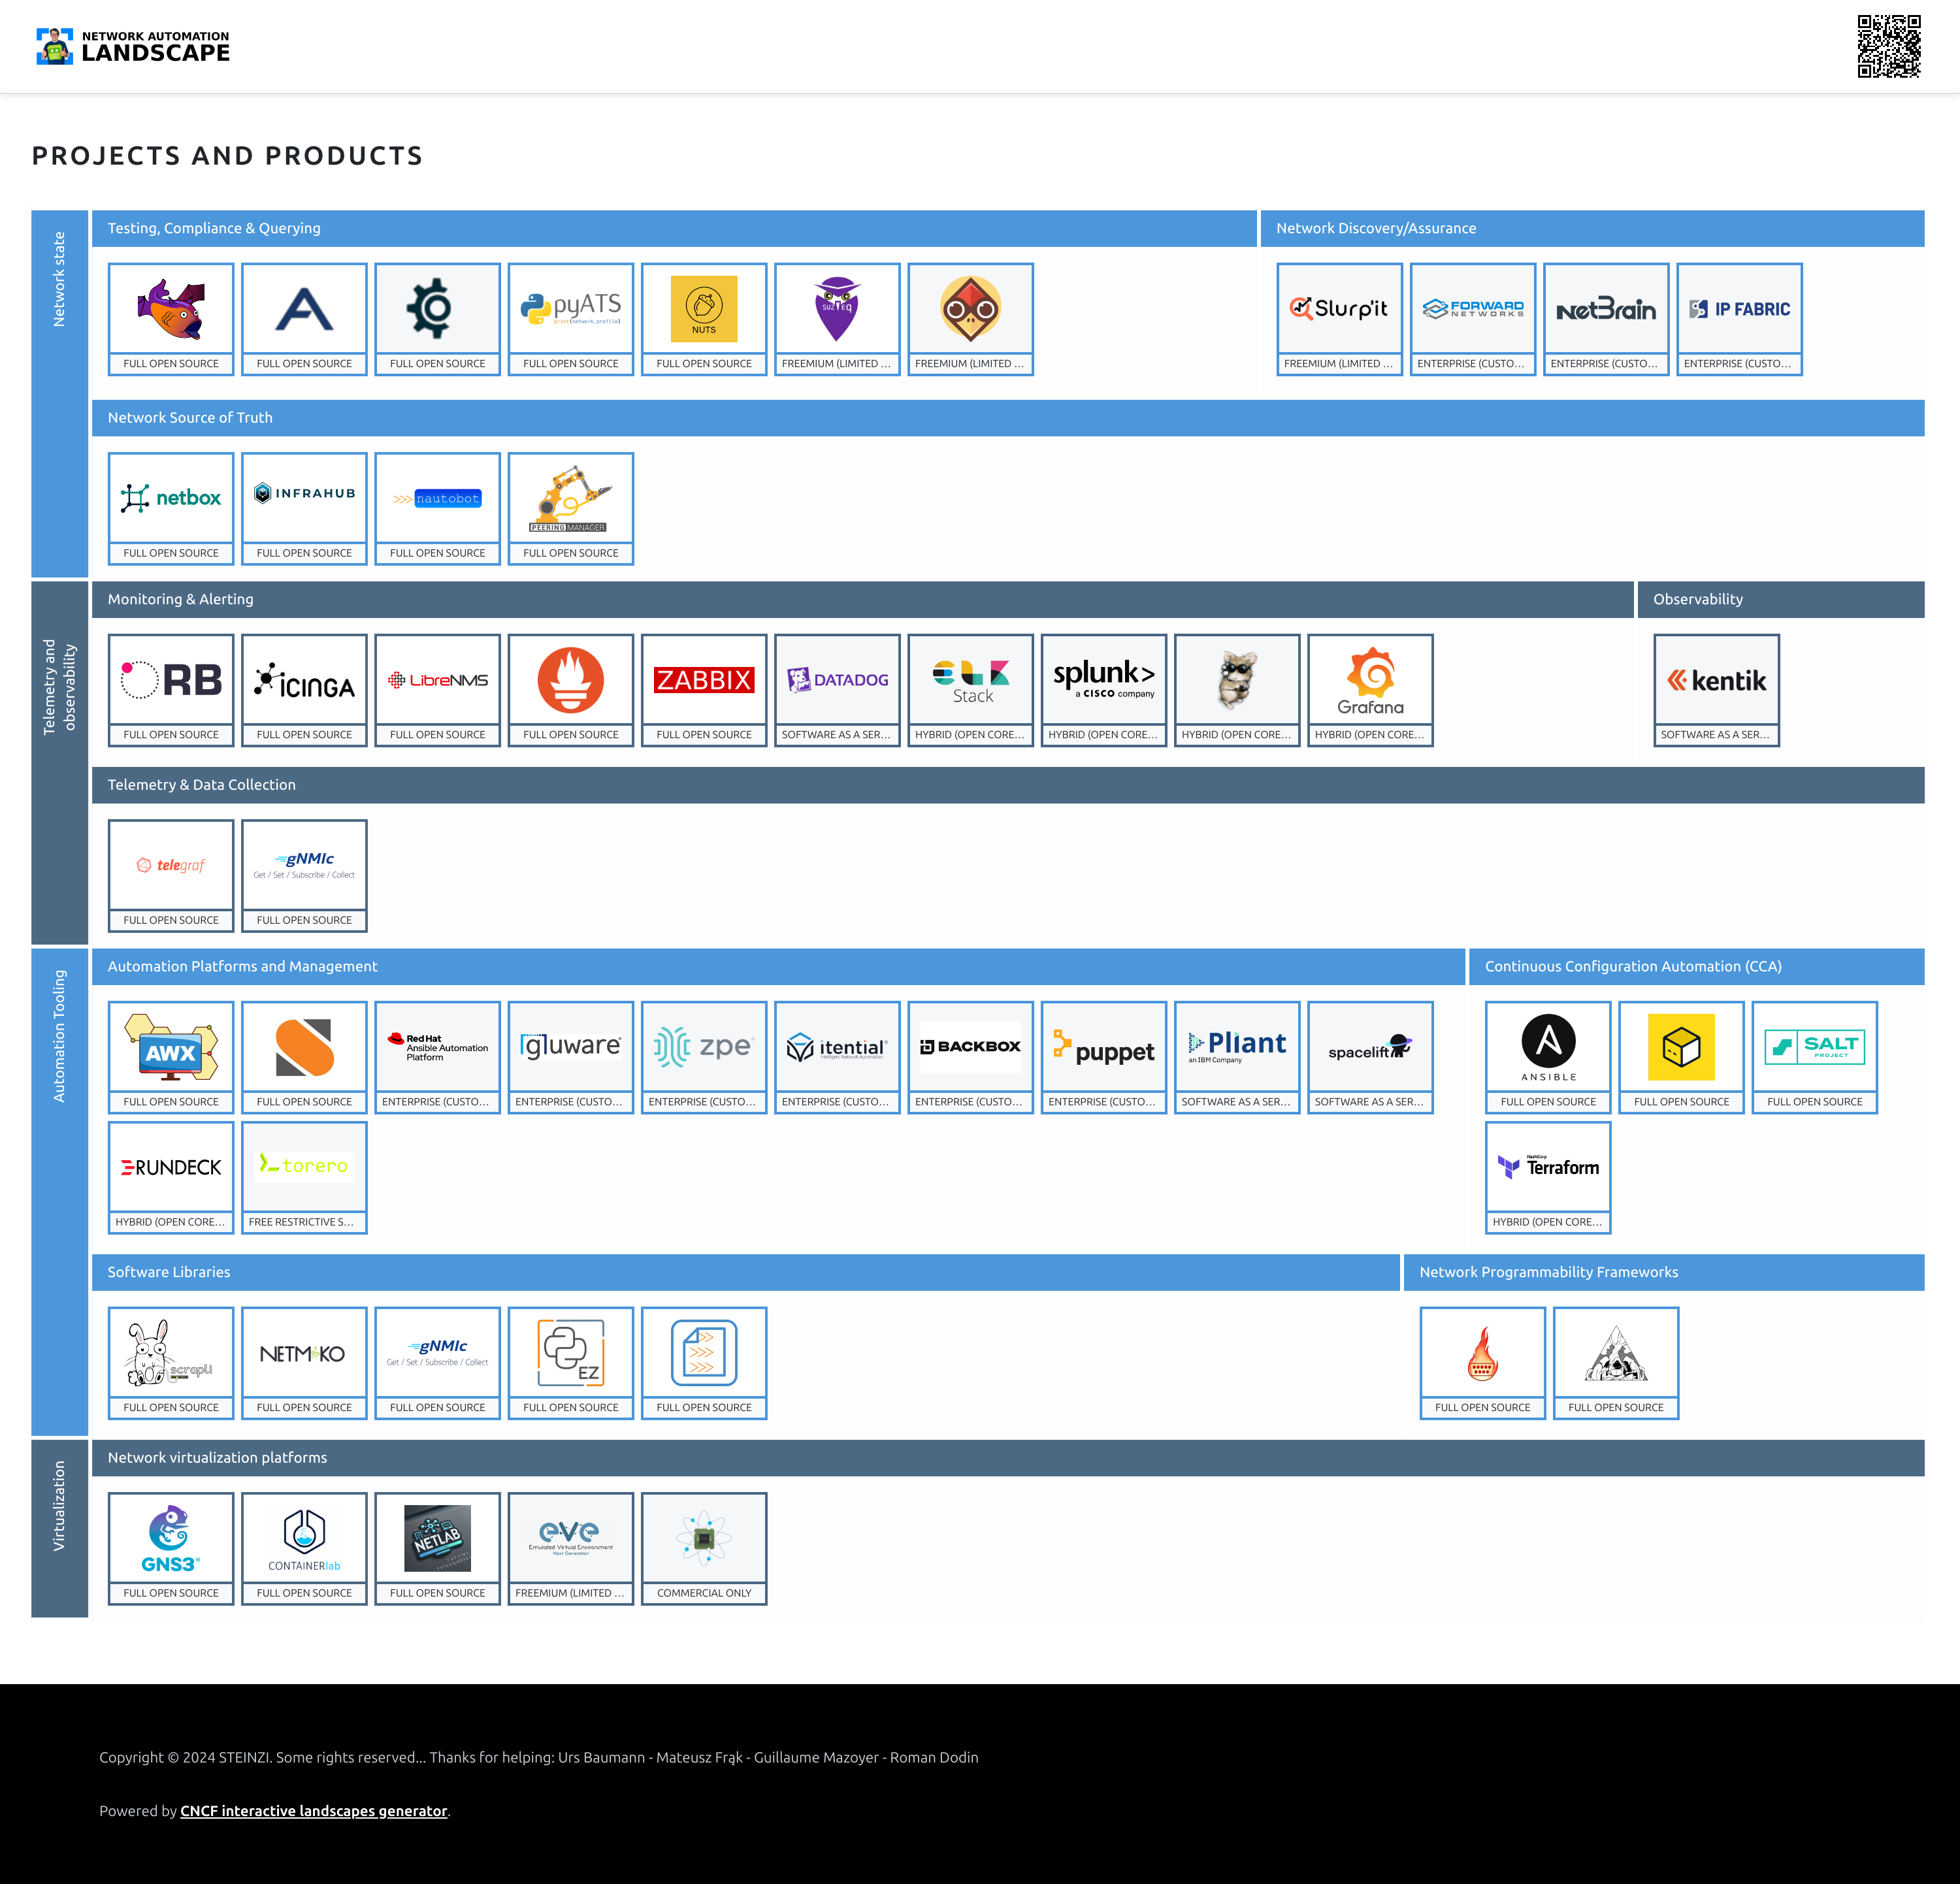 NETWORK AUTOMATION
LANDSCAPE
PROJECTS AND PRODUCTS
Network state
Testing, Compliance & Querying
FULL OPEN SOURCE
FULL OPEN SOURCE
FULL OPEN SOURCE
pyATS
print(network.profile)
FULL OPEN SOURCE
NUTS
FULL OPEN SOURCE
SUZIEQ
FREEMIUM (LIMITED ...
FREEMIUM (LIMITED ...
Network Discovery/Assurance
Slurp'it
FREEMIUM (LIMITED ...
FORWARD
NETWORKS
ENTERPRISE (CUSTO...
netBrain
ENTERPRISE (CUSTO...
IP FABRIC
ENTERPRISE (CUSTO...
Network Source of Truth
netbox
FULL OPEN SOURCE
INFRAHUB
FULL OPEN SOURCE
>>> nautobot
FULL OPEN SOURCE
PEERING MANAGER
FULL OPEN SOURCE
Telemetry and
observability
Monitoring & Alerting
ORB
FULL OPEN SOURCE
ICINGA
FULL OPEN SOURCE
LibreNMS
FULL OPEN SOURCE
FULL OPEN SOURCE
ZABBIX
FULL OPEN SOURCE
DATADOG
SOFTWARE AS A SER...
ELK
Stack
HYBRID (OPEN CORE...
splunk>
a CISCO company
HYBRID (OPEN CORE...
HYBRID (OPEN CORE...
Grafana
HYBRID (OPEN CORE...
Observability
kentik
SOFTWARE AS A SER...
Telemetry & Data Collection
telegraf
FULL OPEN SOURCE
gNMIc
Get / Set / Subscribe / Collect
FULL OPEN SOURCE
Automation Tooling
Automation Platforms and Management
AWX
FULL OPEN SOURCE
FULL OPEN SOURCE
Red Hat
Ansible Automation
Platform
ENTERPRISE (CUSTO...
gluware®
ENTERPRISE (CUSTO...
zpe
ENTERPRISE (CUSTO...
itential
Intelligent Network Automation
ENTERPRISE (CUSTO...
BACKBOX
ENTERPRISE (CUSTO...
puppet
ENTERPRISE (CUSTO...
Pliant
an IBM Company
SOFTWARE AS A SER...
spacelift
SOFTWARE AS A SER...
RUNDECK
HYBRID (OPEN CORE...
torero
FREE RESTRICTIVE S...
Continuous Configuration Automation (CCA)
ANSIBLE
FULL OPEN SOURCE
FULL OPEN SOURCE
SALT
PROJECT
FULL OPEN SOURCE
HashiCorp
Terraform
HYBRID (OPEN CORE...
Software Libraries
scrapli
FULL OPEN SOURCE
NETMIKO
FULL OPEN SOURCE
gNMIc
Get / Set / Subscribe / Collect
FULL OPEN SOURCE
EZ
FULL OPEN SOURCE
>>>
>>>
>>>
FULL OPEN SOURCE
Network Programmability Frameworks
FULL OPEN SOURCE
FULL OPEN SOURCE
Virtualization
Network virtualization platforms
GNS3®
FULL OPEN SOURCE
CONTAINERlab
FULL OPEN SOURCE
NETLAB
FULL OPEN SOURCE
eve
Emulated Virtual Environment
Next Generation
FREEMIUM (LIMITED ...
COMMERCIAL ONLY
Copyright © 2024 STEINZI. Some rights reserved... Thanks for helping: Urs Baumann - Mateusz Frąk - Guillaume Mazoyer - Roman Dodin
Powered by CNCF interactive landscapes generator.